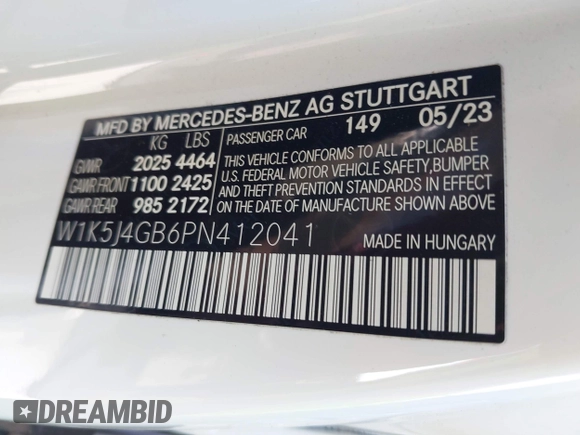 MFD BY MERCEDES-BENZ AG STUTTGART
KG LBS
GVWR 2025 4464
GAWR FRONT 1100 2425
GAWR REAR 985 2172
PASSENGER CAR 149 05/23
THIS VEHICLE CONFORMS TO ALL APPLICABLE
U.S. FEDERAL MOTOR VEHICLE SAFETY, BUMPER
AND THEFT PREVENTION STANDARDS IN EFFECT
ON THE DATE OF MANUFACTURE SHOWN ABOVE
W1K5J4GB6PN412041
MADE IN HUNGARY
DREAMBID